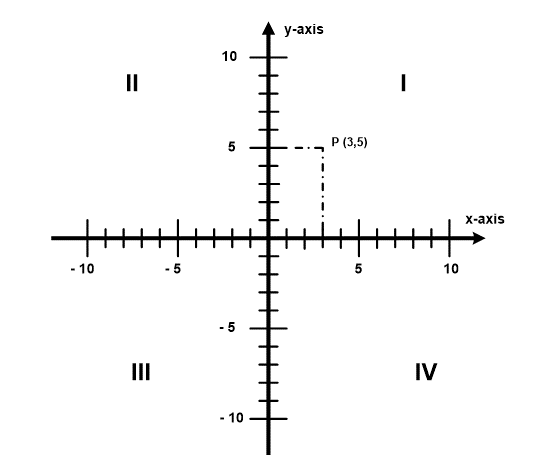 y-axis
10
II
I
5
P (3,5)
x-axis
- 10
- 5
5
10
- 5
III
IV
- 10